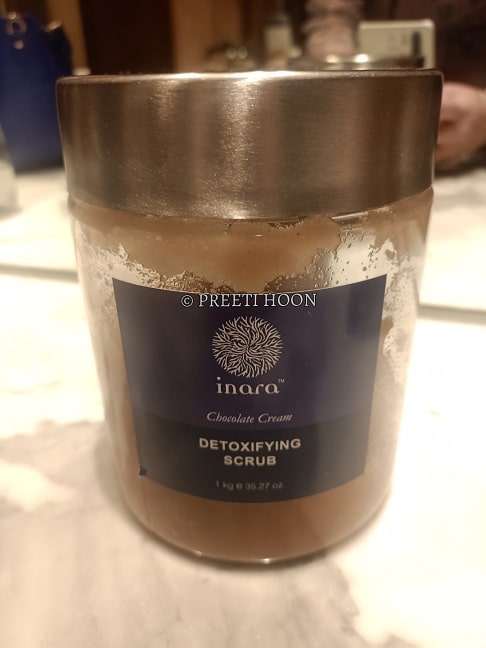 © PREETI HOON
inara™
Chocolate Cream
DETOXIFYING
SCRUB
1 kg e 35.27 oz.